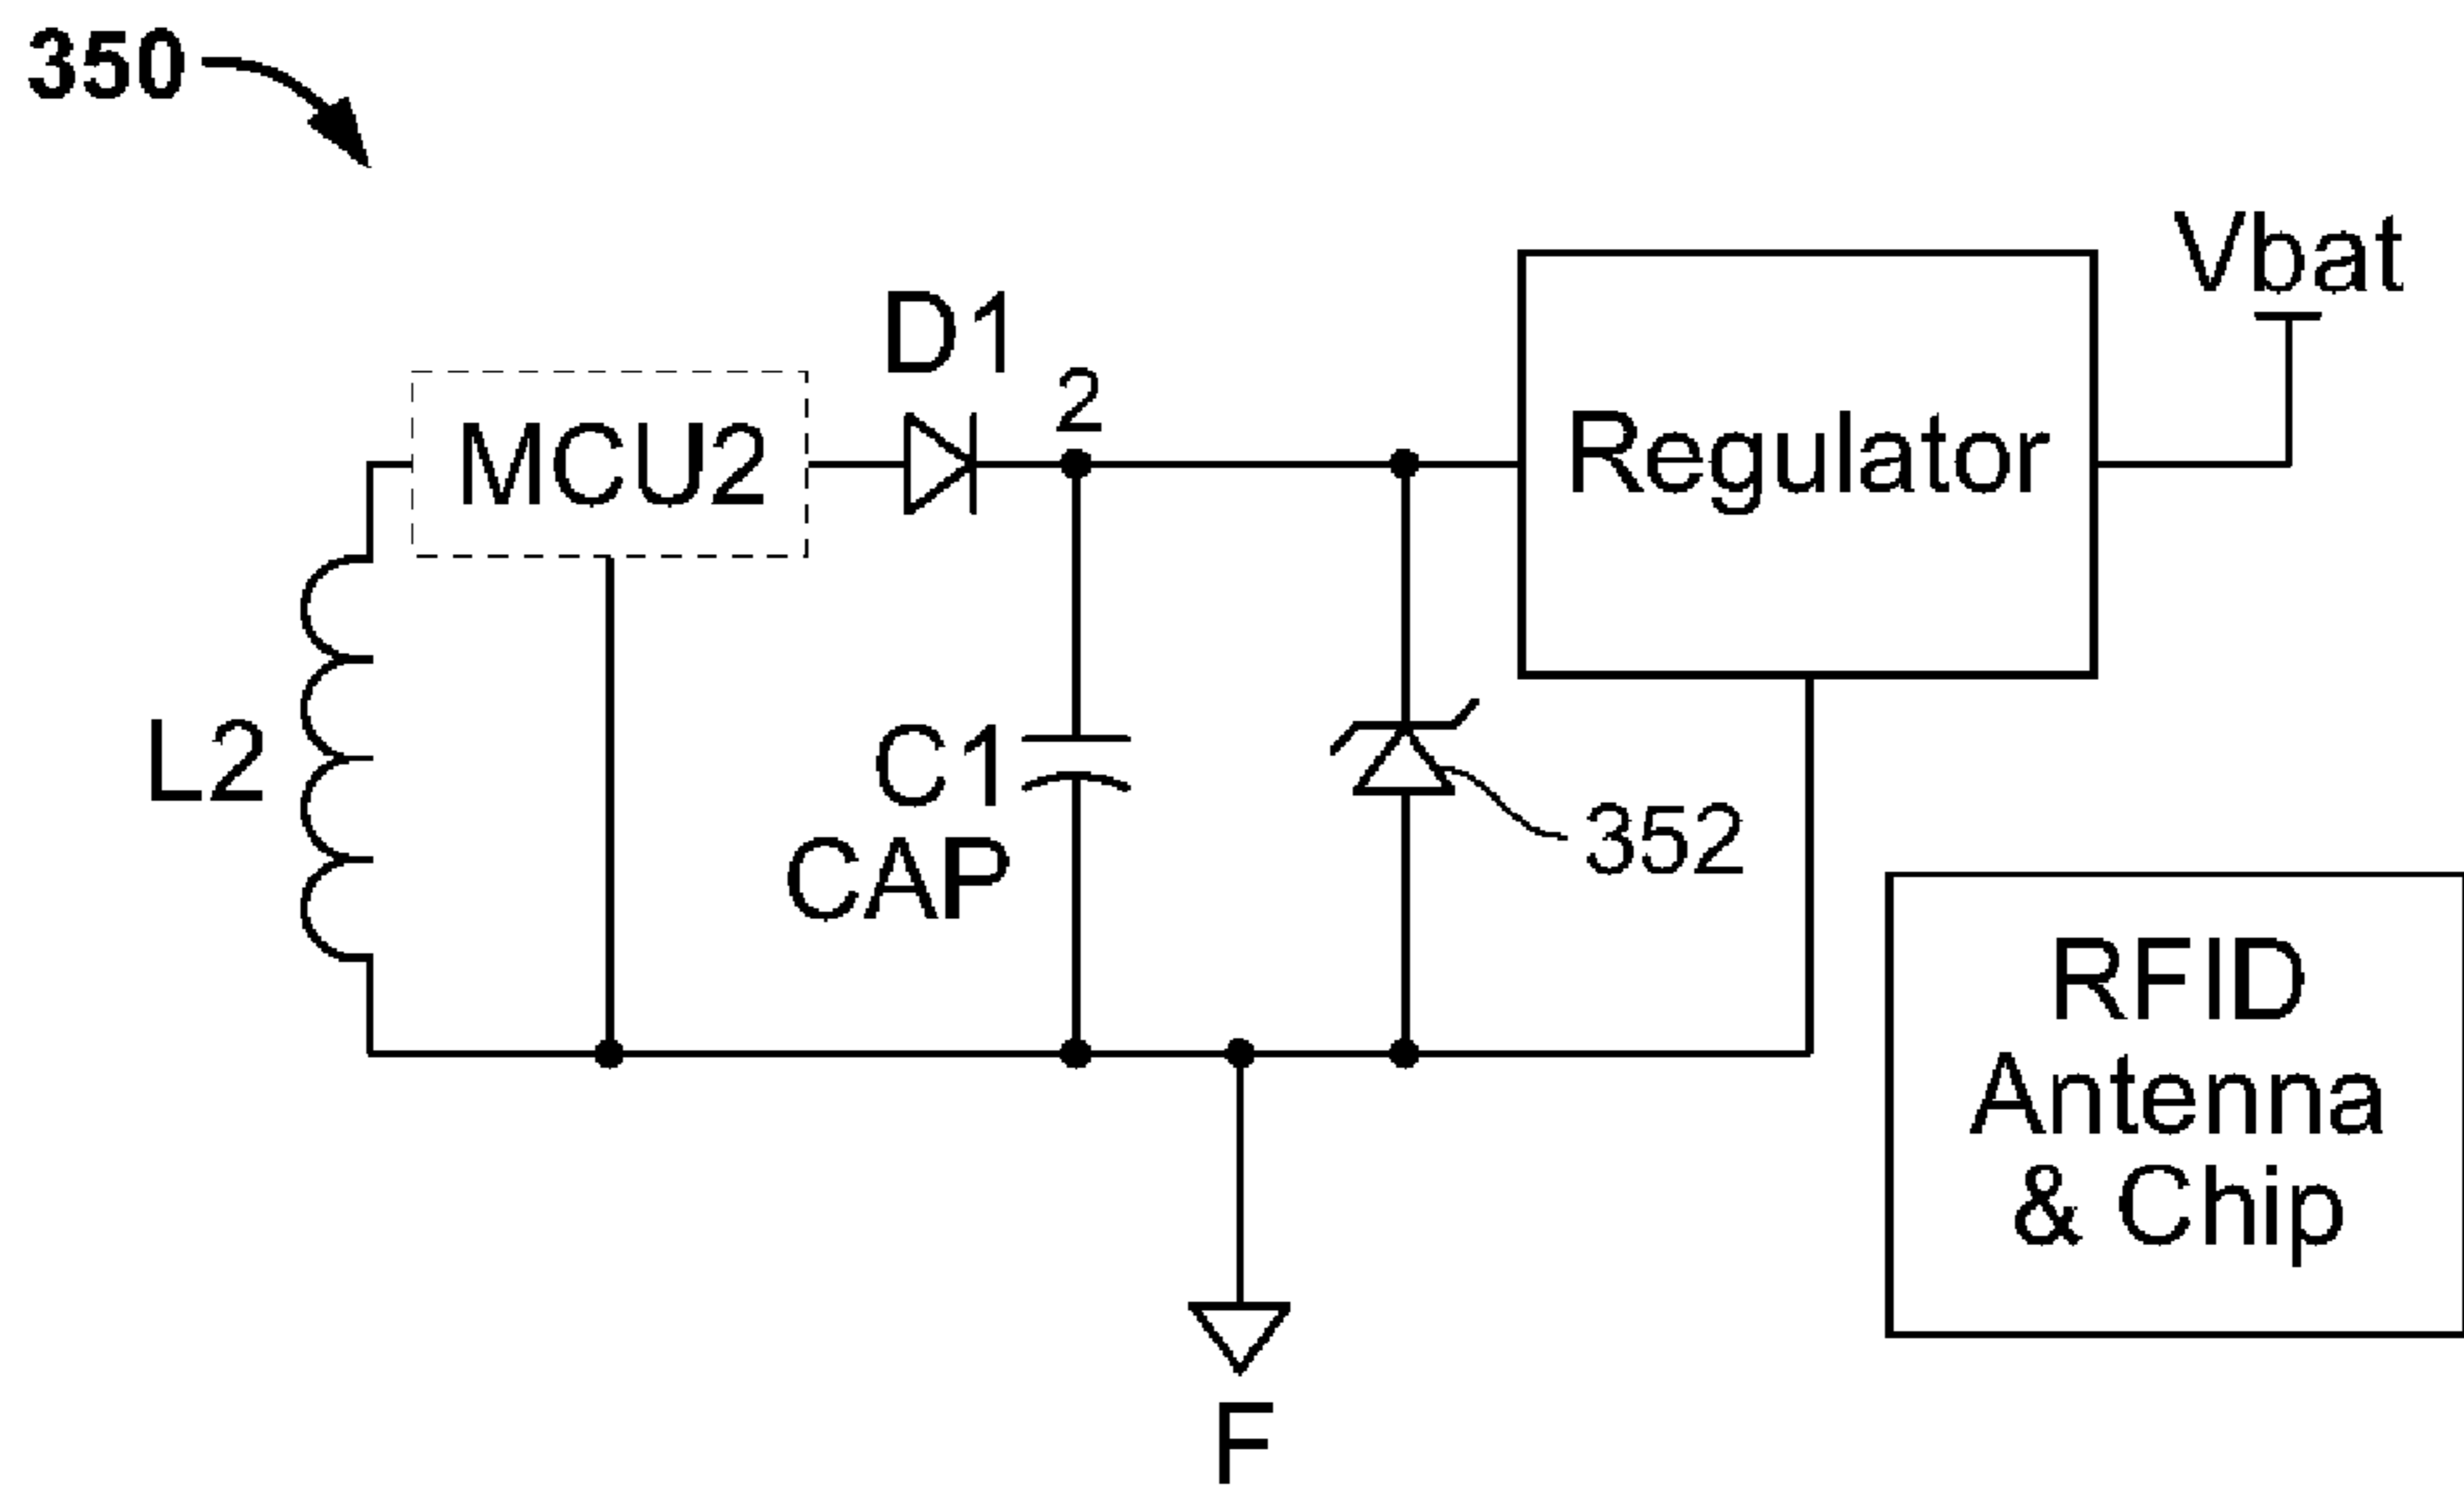 350
Vbat
D1
2
MCU2
Regulator
L2
C1
CAP
352
RFID
Antenna
& Chip
F